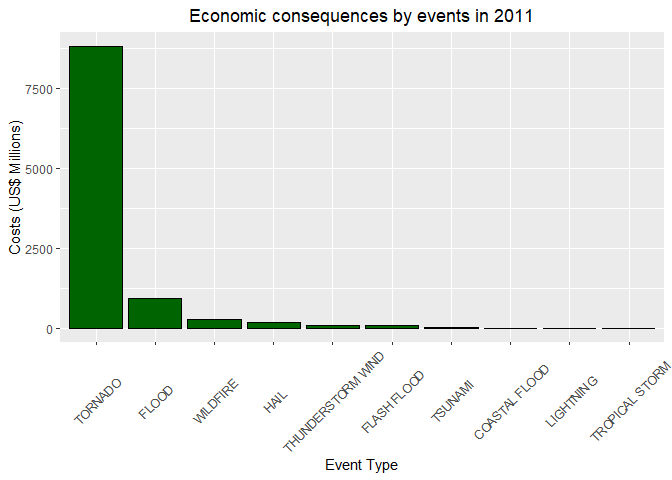 Economic consequences by events in 2011
Costs (US$ Millions)
7500
5000
2500
0
TORNADO
FLOOD
WILDFIRE
HAIL
THUNDERSTORM WIND
FLASH FLOOD
TSUNAMI
COASTAL FLOOD
LIGHTNING
TROPICAL STORM
Event Type